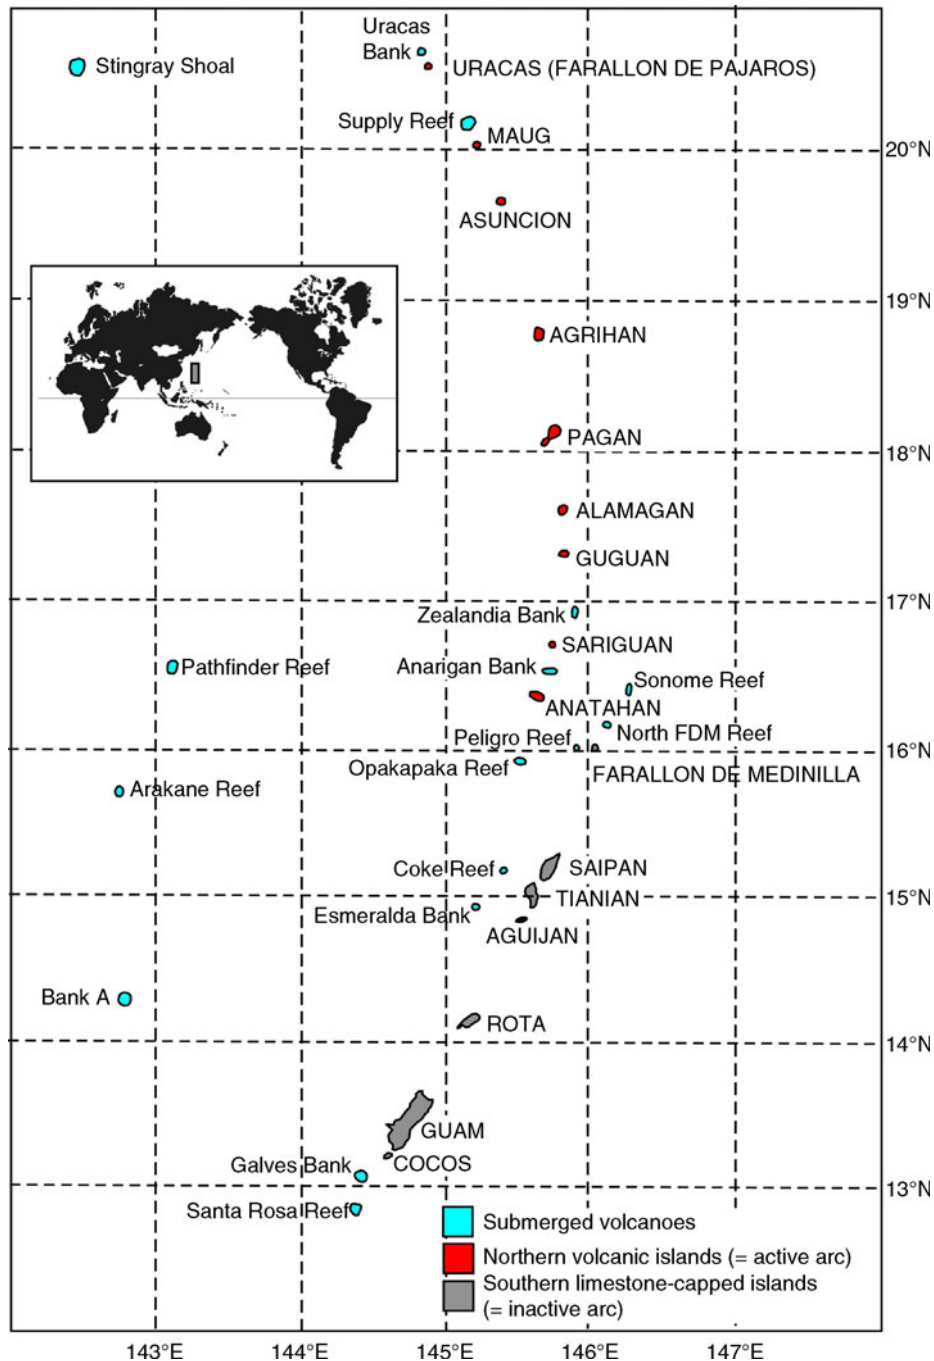 Uracas
Bank
Stingray Shoal
URACAS (FARALLON DE PAJAROS)
Supply Reef
MAUG
20°N
ASUNCION
19°N
AGRIHAN
PAGAN
18°N
ALAMAGAN
GUGUAN
17°N
Zealandia Bank
SARIGUAN
Anarigan Bank
Pathfinder Reef
Sonome Reef
ANATAHAN
North FDM Reef
Peligro Reef
16°N
Opakapaka Reef
FARALLON DE MEDINILLA
Arakane Reef
Coke Reef
SAIPAN
TIANIAN
15°N
Esmeralda Bank
AGUIJAN
Bank A
ROTA
14°N
GUAM
COCOS
Galves Bank
13°N
Santa Rosa Reef
Submerged volcanoes
Northern volcanic islands (= active arc)
Southern limestone-capped islands
(= inactive arc)
143°E
144°E
145°E
146°E
147°E